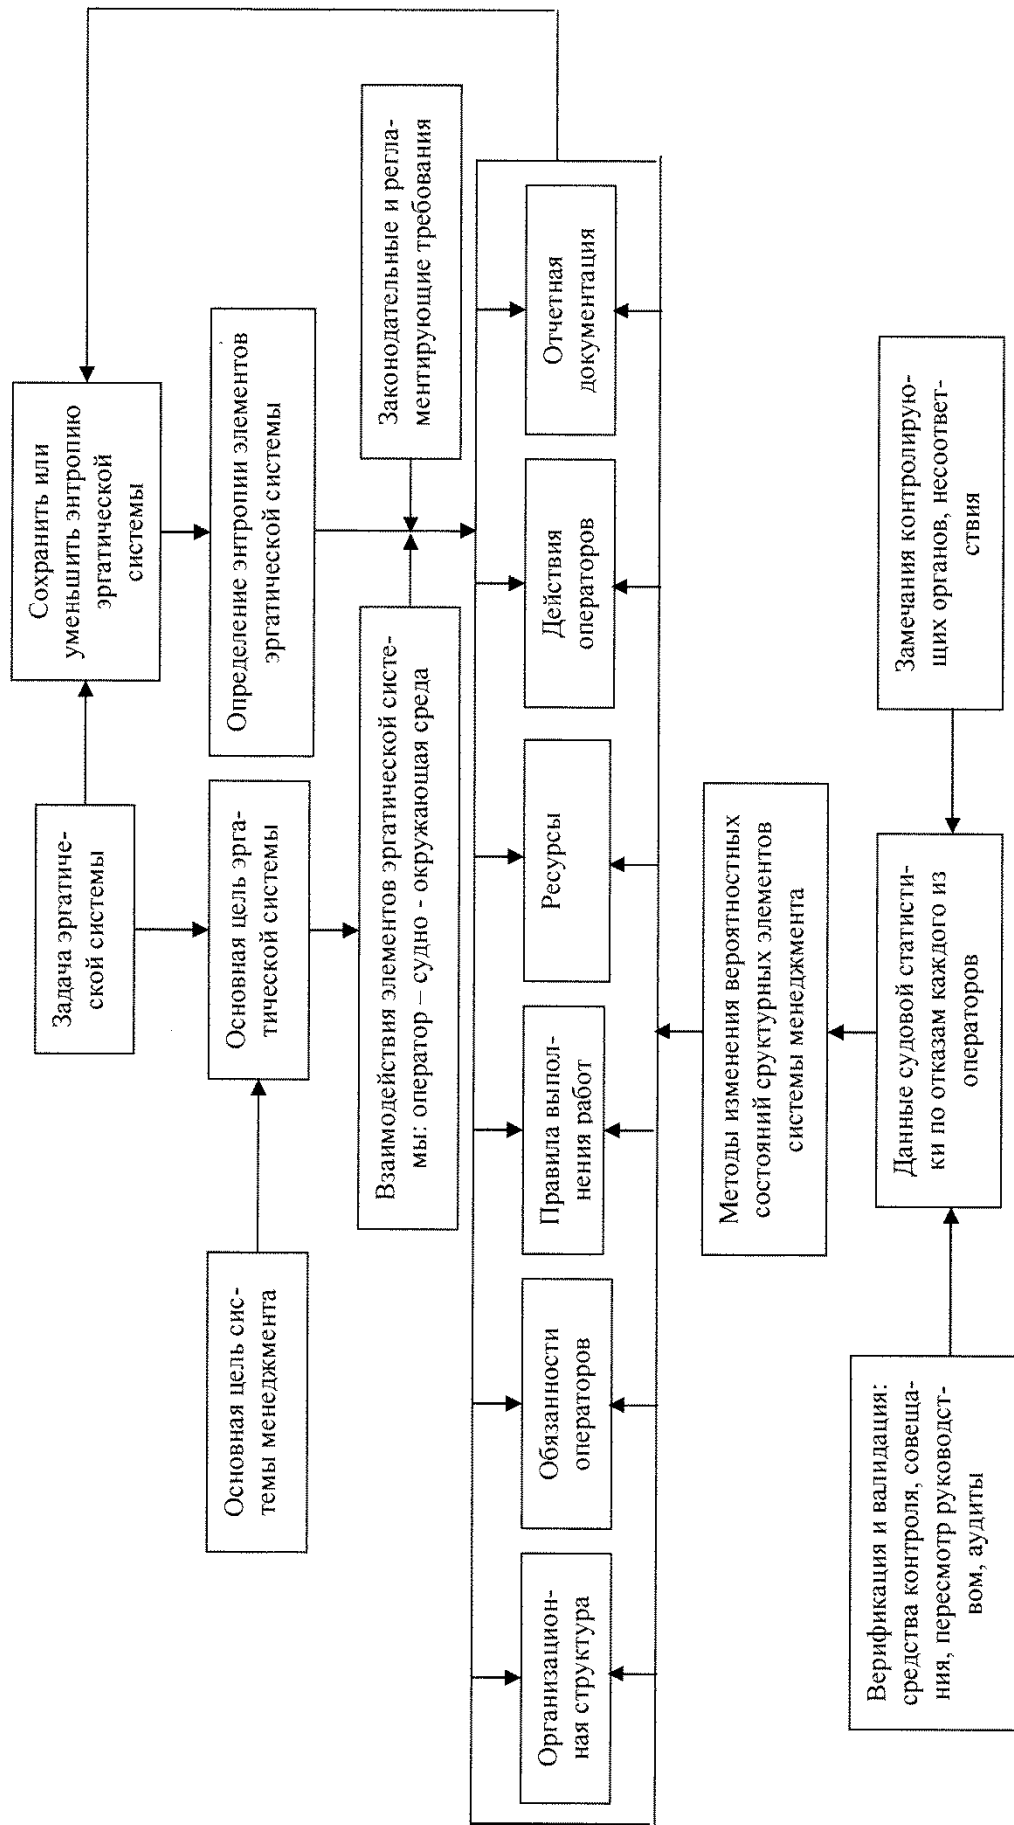 Задача эргатиче-
ской системы
Сохранить или
уменьшить энтропию
эргатической
системы
Основная цель сис-
темы менеджмента
Основная цель эрга-
тической системы
Определение энтропии элементов
эргатической системы
Взаимодействия элементов эргатической систе-
мы: оператор – судно - окружающая среда
Законодательные и регла-
ментирующие требования
Организацион-
ная структура
Обязанности
операторов
Правила выпол-
нения работ
Ресурсы
Действия
операторов
Отчетная
документация
Методы изменения вероятностных
состояний сруктурных элементов
системы менеджмента
Верификация и валидация:
средства контроля, совеща-
ния, пересмотр руководст-
вом, аудиты
Данные судовой статисти-
ки по отказам каждого из
операторов
Замечания контролирую-
щих органов, несоответ-
ствия